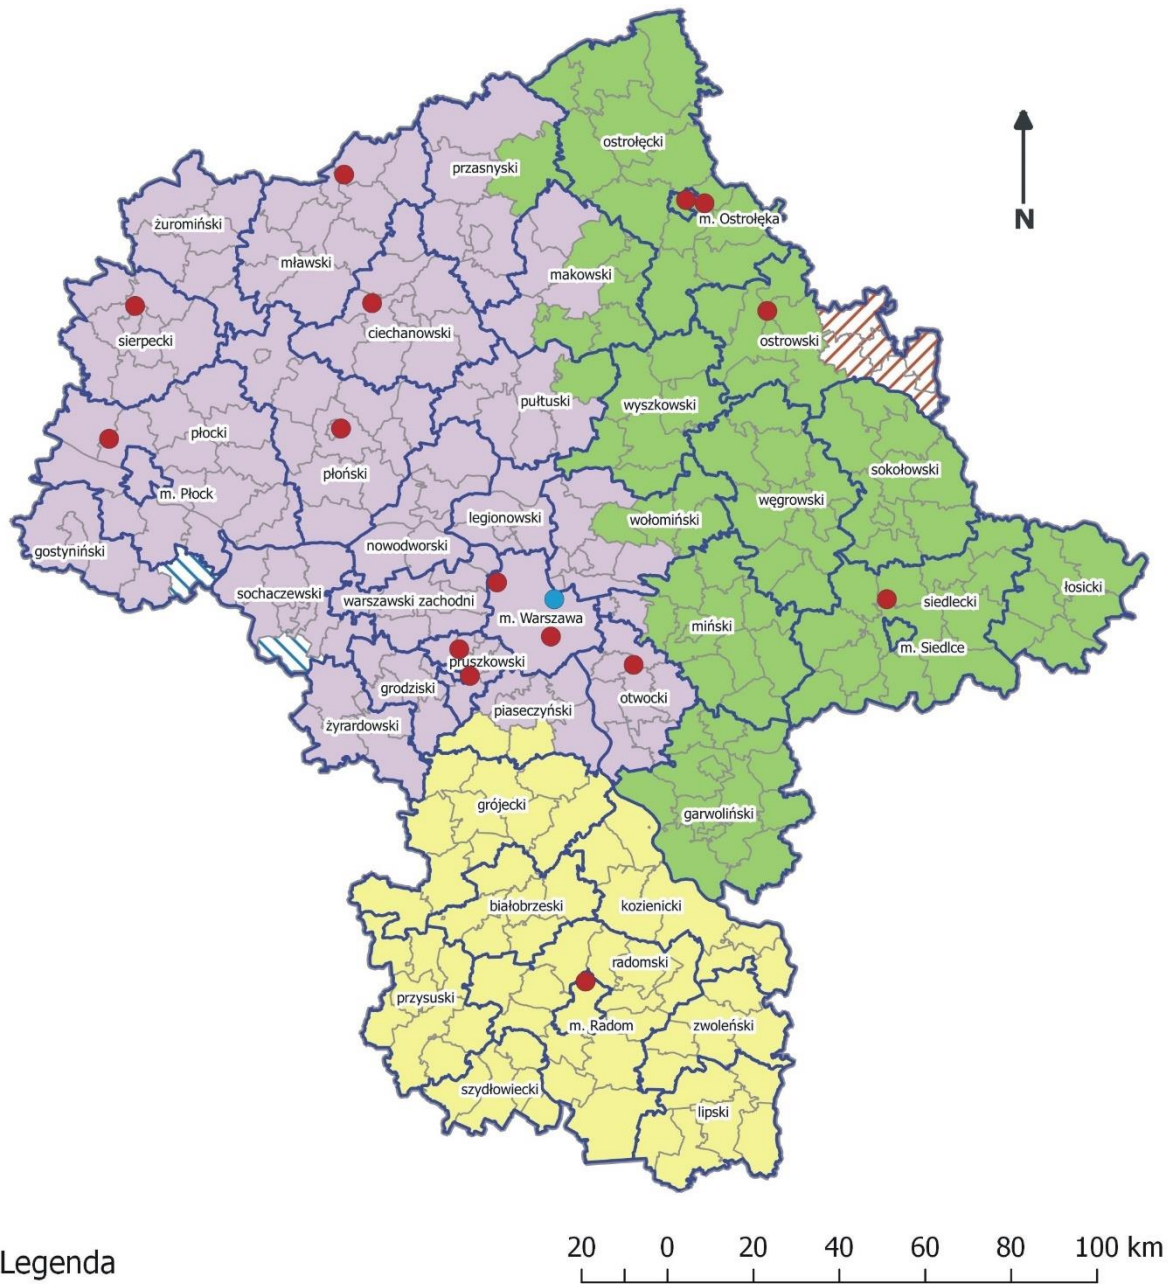 ostrołęcki
przasnyski
N
m. Ostrołęka
żuromiński
mławski
makowski
sierpecki
ciechanowski
ostrowski
pułtuski
wyszkowski
płocki
sokołowski
płoński
m. Płock
węgrowski
legionowski
wołomiński
gostyniński
nowodworski
sochaczewski
warszawski zachodni
łosicki
siedlecki
m. Warszawa
miński
m. Siedlce
pruszkowski
grodziski
otwocki
piaseczyński
żyrardowski
grójecki
garwoliński
białobrzeski
kozienicki
radomski
przysuski
m. Radom
zwoleński
szydłowiecki
lipski
Legenda
20 0 20 40 60 80 100 km